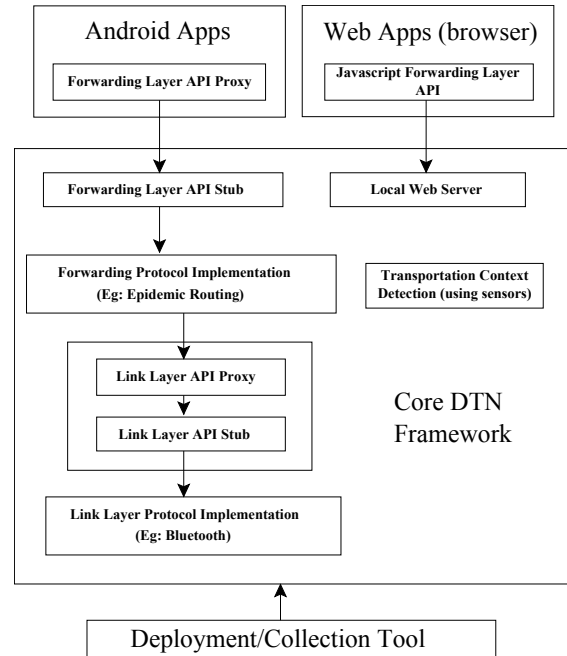 Android Apps
Forwarding Layer API Proxy
Web Apps (browser)
Javascript Forwarding Layer
API
Forwarding Layer API Stub
Local Web Server
Forwarding Protocol Implementation
(Eg: Epidemic Routing)
Transportation Context
Detection (using sensors)
Link Layer API Proxy
Link Layer API Stub
Core DTN
Framework
Link Layer Protocol Implementation
(Eg: Bluetooth)
Deployment/Collection Tool